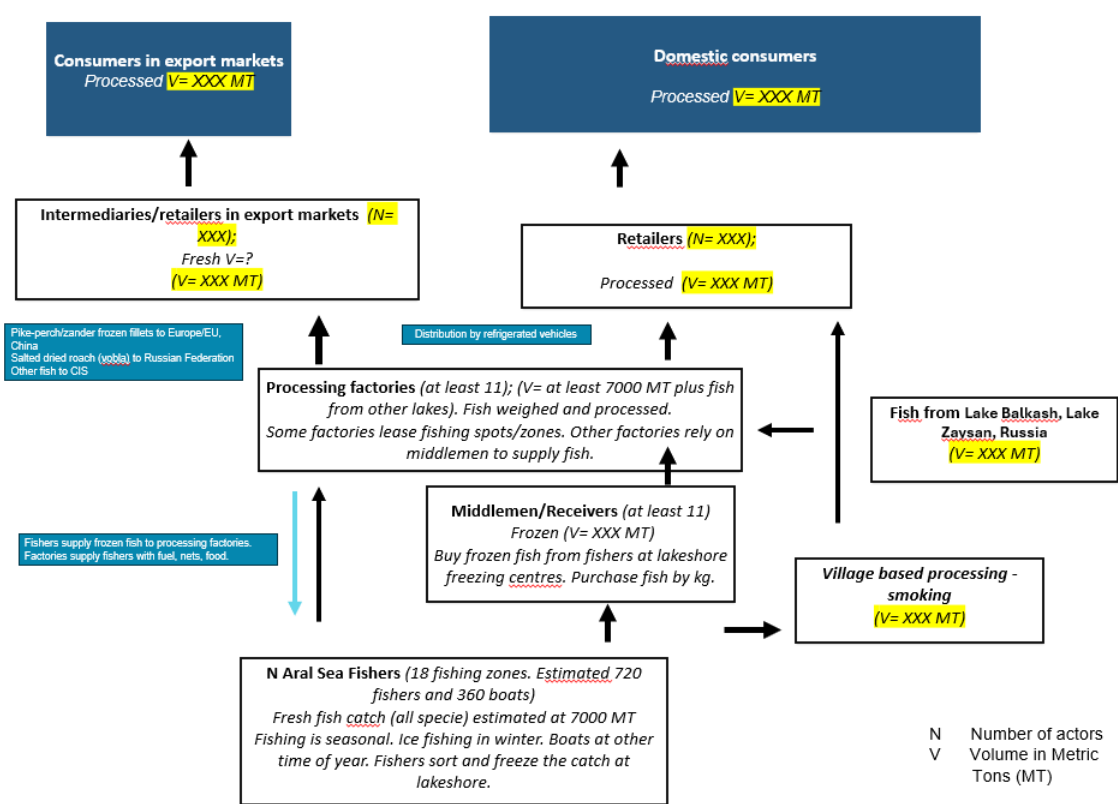 Consumers in export markets
Processed V= XXX MT
Domestic consumers
Processed V= XXX MT
Intermediaries/retailers in export markets (N=
XXX);
Fresh V=?
(V= XXX MT)
Retailers (N= XXX);
Processed (V= XXX MT)
Pike-perch/zander frozen fillets to Europe/EU,
China
Salted dried roach (vobla) to Russian Federation
Other fish to CIS
Distribution by refrigerated vehicles
Processing factories (at least 11); (V= at least 7000 MT plus fish
from other lakes). Fish weighed and processed.
Some factories lease fishing spots/zones. Other factories rely on
middlemen to supply fish.
Fish from Lake Balkash, Lake
Zaysan, Russia
(V= XXX MT)
Middlemen/Receivers (at least 11)
Frozen (V= XXX MT)
Buy frozen fish from fishers at lakeshore
freezing centres. Purchase fish by kg.
Fishers supply frozen fish to processing factories.
Factories supply fishers with fuel, nets, food.
Village based processing -
smoking
(V= XXX MT)
N Aral Sea Fishers (18 fishing zones. Estimated 720
fishers and 360 boats)
Fresh fish catch (all specie) estimated at 7000 MT
Fishing is seasonal. Ice fishing in winter. Boats at other
time of year. Fishers sort and freeze the catch at
lakeshore.
N Number of actors
V Volume in Metric
Tons (MT)